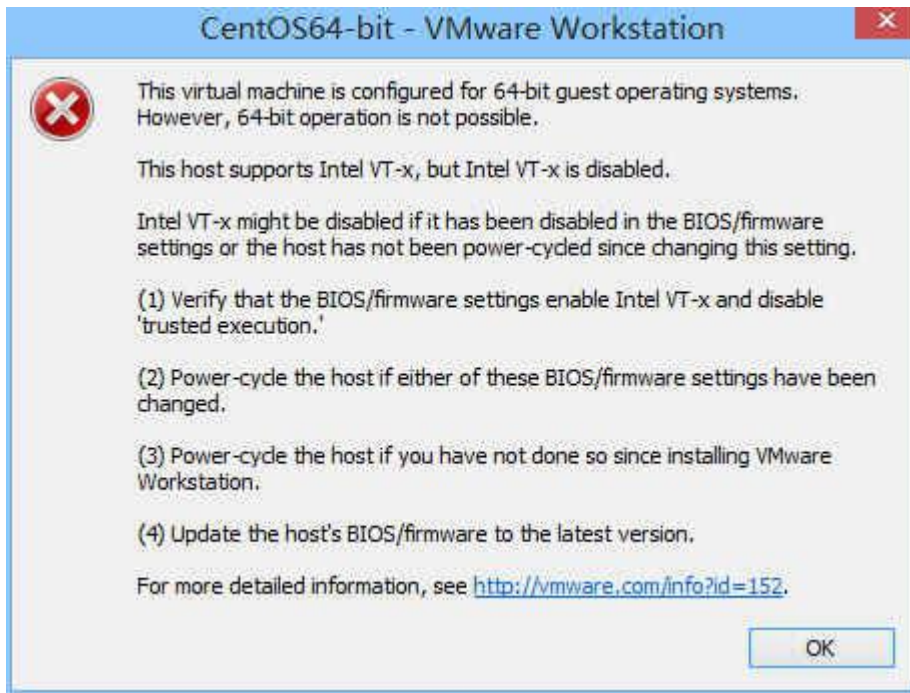 CentOS64-bit - VMware Workstation
This virtual machine is configured for 64-bit guest operating systems.
However, 64-bit operation is not possible.
This host supports Intel VT-x, but Intel VT-x is disabled.
Intel VT-x might be disabled if it has been disabled in the BIOS/firmware
settings or the host has not been power-cycled since changing this setting.
(1) Verify that the BIOS/firmware settings enable Intel VT-x and disable
'trusted execution.'
(2) Power-cycle the host if either of these BIOS/firmware settings have been
changed.
(3) Power-cycle the host if you have not done so since installing VMware
Workstation.
(4) Update the host's BIOS/firmware to the latest version.
For more detailed information, see http://vmware.com/info?id=152.
OK